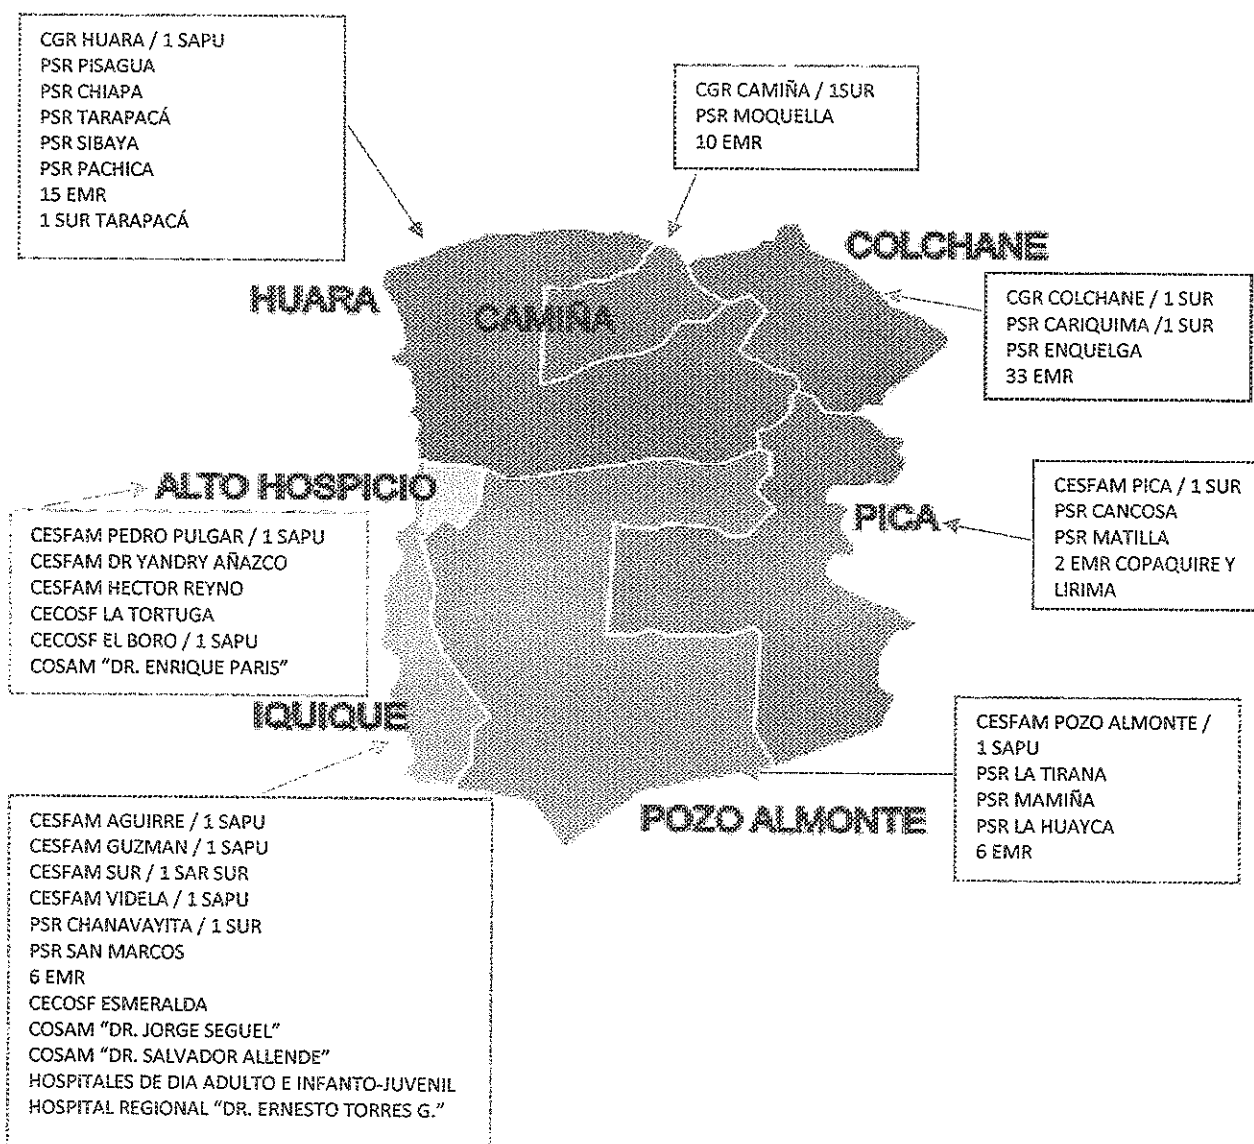 CGR HUARA / 1 SAPU
PSR PISAGUA
PSR CHIAPA
PSR TARAPACÁ
PSR SIBAYA
PSR PACHICA
15 EMR
1 SUR TARAPACÁ
CGR CAMIÑA / 1SUR
PSR MOQUELLA
10 EMR
COLCHANE
HUARA
CAMIÑA
CGR COLCHANE / 1 SUR
PSR CARIQUIMA /1 SUR
PSR ENQUELGA
33 EMR
ALTO HOSPICIO
CESFAM PEDRO PULGAR / 1 SAPU
CESFAM DR YANDRY AÑAZCO
CESFAM HECTOR REYNO
CECOSF LA TORTUGA
CECOSF EL BORO / 1 SAPU
COSAM "DR. ENRIQUE PARIS"
PICA
CESFAM PICA / 1 SUR
PSR CANCOSA
PSR MATILLA
2 EMR COPAQUIRE Y
LIRIMA
IQUIQUE
CESFAM AGUIRRE / 1 SAPU
CESFAM GUZMAN / 1 SAPU
CESFAM SUR / 1 SAR SUR
CESFAM VIDELA / 1 SAPU
PSR CHANAVAYITA / 1 SUR
PSR SAN MARCOS
6 EMR
CECOSF ESMERALDA
COSAM "DR. JORGE SEGUEL"
COSAM "DR. SALVADOR ALLENDE"
HOSPITALES DE DIA ADULTO E INFANTO-JUVENIL
HOSPITAL REGIONAL "DR. ERNESTO TORRES G."
POZO ALMONTE
CESFAM POZO ALMONTE /
1 SAPU
PSR LA TIRANA
PSR MAMIÑA
PSR LA HUAYCA
6 EMR